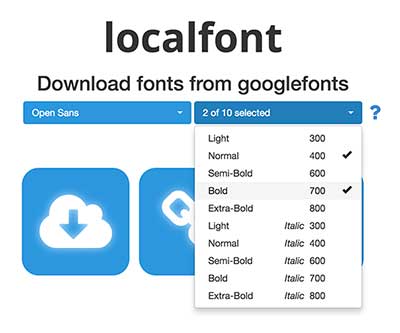 localfont
Download fonts from googlefonts
Open Sans 2 of 10 selected ?
Light 300
Normal 400
Semi-Bold 600
Bold 700
Extra-Bold 800
Light Italic 300
Normal Italic 400
Semi-Bold Italic 600
Bold Italic 700
Extra-Bold Italic 800